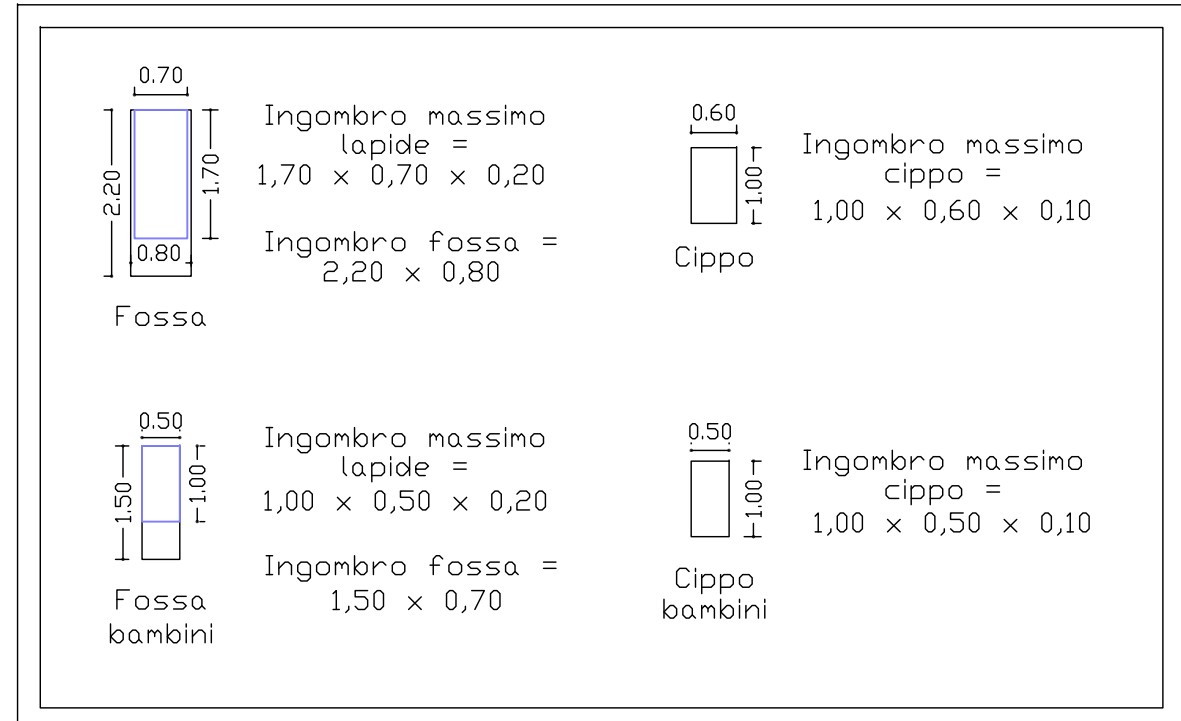 0.70
2.20
1.70
0.80
Fossa
Ingombro massimo
lapide =
1,70 x 0,70 x 0,20
Ingombro fossa =
2,20 x 0,80
0.60
1.00
Cippo
Ingombro massimo
cippo =
1,00 x 0,60 x 0,10
0.50
1.50
1.00
Fossa
bambini
Ingombro massimo
lapide =
1,00 x 0,50 x 0,20
Ingombro fossa =
1,50 x 0,70
0.50
1.00
Cippo
bambini
Ingombro massimo
cippo =
1,00 x 0,50 x 0,10